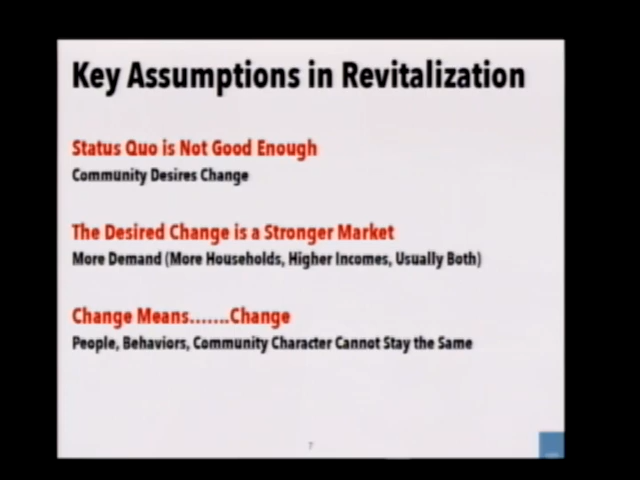 Key Assumptions in Revitalization
Status Quo is Not Good Enough
Community Desires Change
The Desired Change is a Stronger Market
More Demand (More Households, Higher Incomes, Usually Both)
Change Means.......Change
People, Behaviors, Community Character Cannot Stay the Same
7